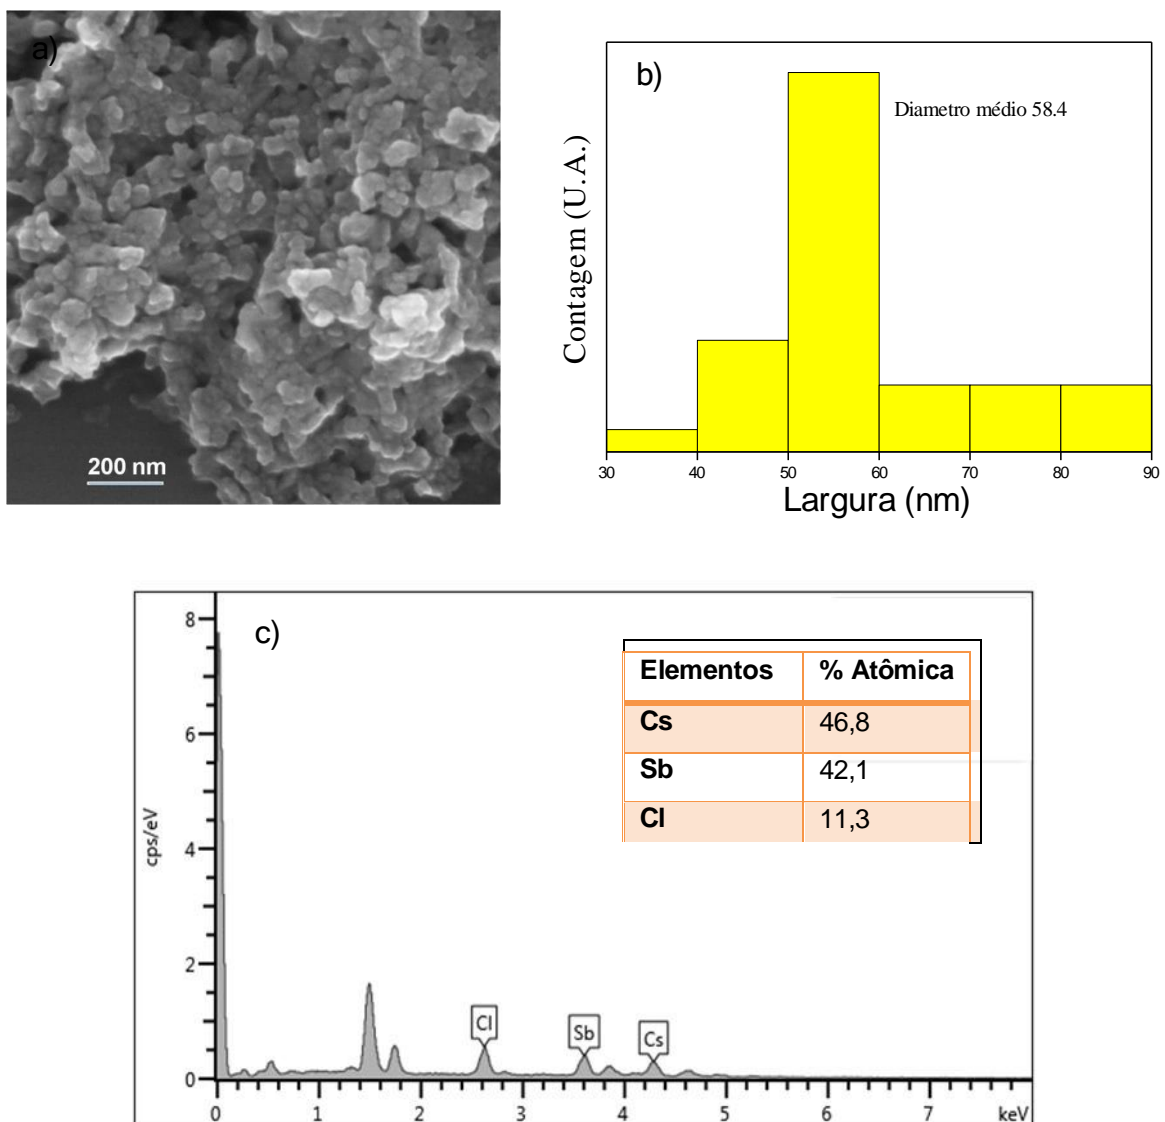 a)
200 nm
b)
Diametro médio 58.4
Contagem (U.A.)
30 40 50 60 70 80 90
Largura (nm)
c)
8
6
4
2
0
cps/eV
Elementos % Atômica
Cs 46,8
Sb 42,1
Cl 11,3
Cl Sb Cs
0 1 2 3 4 5 6 7 keV